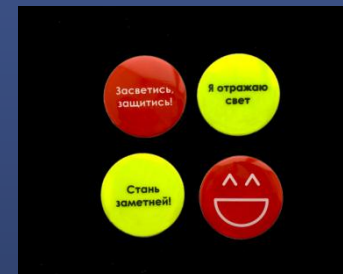 Засветись,
защитись!
Я отражаю
свет
Стань
заметней!